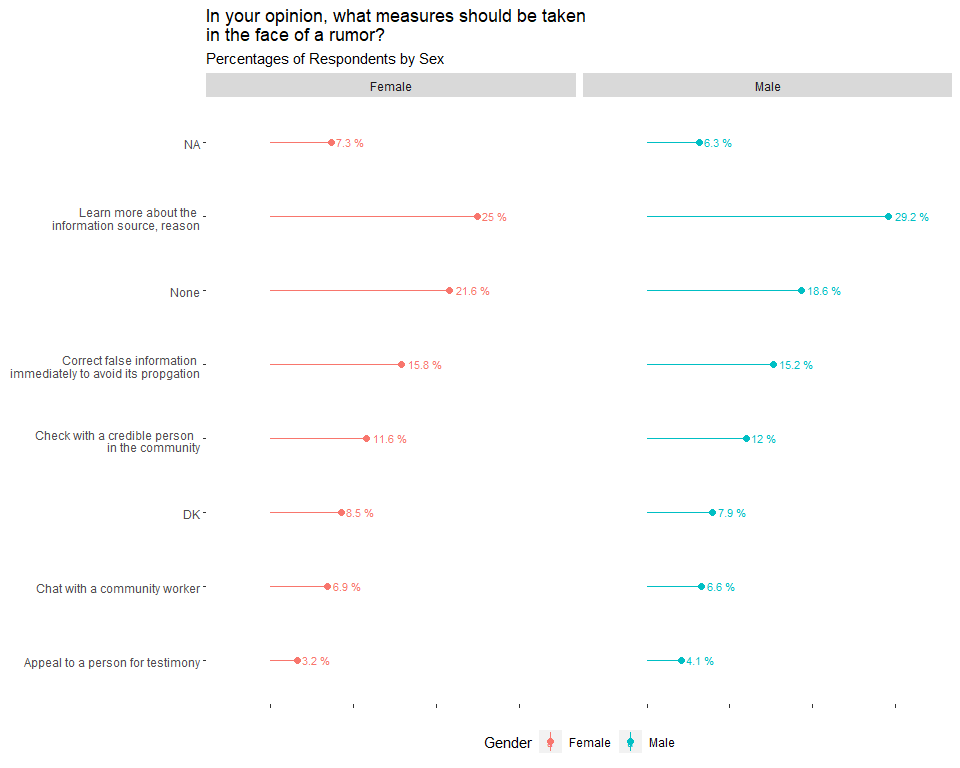 In your opinion, what measures should be taken
in the face of a rumor?
Percentages of Respondents by Sex
Female
Male
NA
7.3 %
6.3 %
Learn more about the
information source, reason
25 %
29.2 %
None
21.6 %
18.6 %
Correct false information
immediately to avoid its propgation
15.8 %
15.2 %
Check with a credible person
in the community
11.6 %
12 %
DK
8.5 %
7.9 %
Chat with a community worker
6.9 %
6.6 %
Appeal to a person for testimony
3.2 %
4.1 %
Gender Female Male